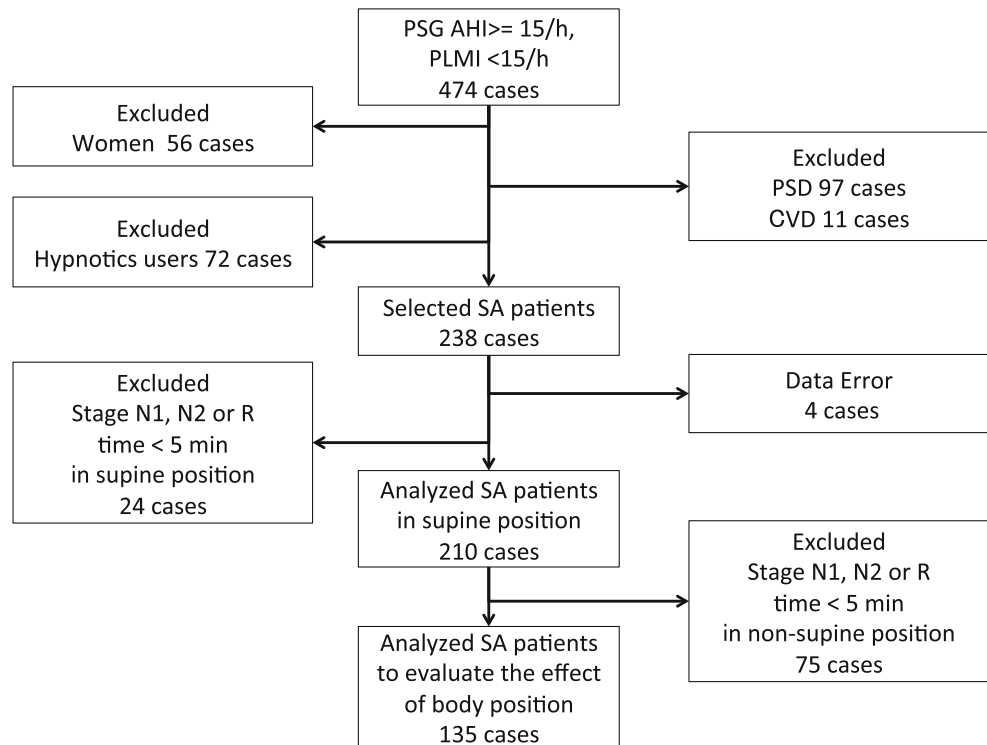 PSG AHI>= 15/h,
PLMI <15/h
474 cases
Excluded
Women 56 cases
Excluded
PSD 97 cases
CVD 11 cases
Excluded
Hypnotics users 72 cases
Selected SA patients
238 cases
Data Error
4 cases
Excluded
Stage N1, N2 or R
time < 5 min
in supine position
24 cases
Analyzed SA patients
in supine position
210 cases
Excluded
Stage N1, N2 or R
time < 5 min
in non-supine position
75 cases
Analyzed SA patients
to evaluate the effect
of body position
135 cases